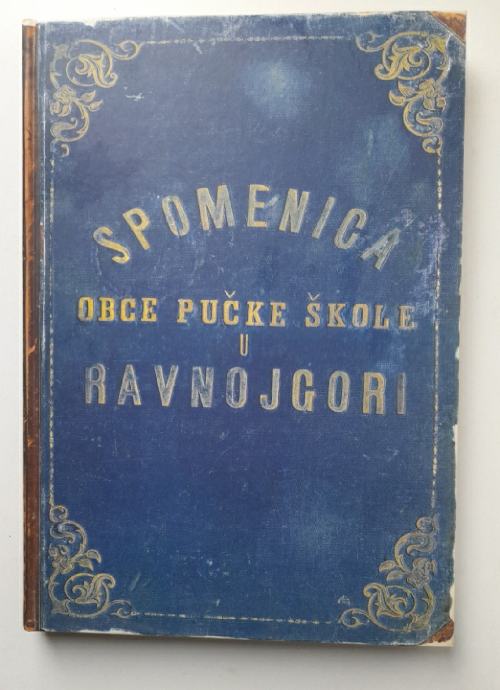 SPOMENICA
OBCE PUČKE ŠKOLE
U
RAVNOJGORI